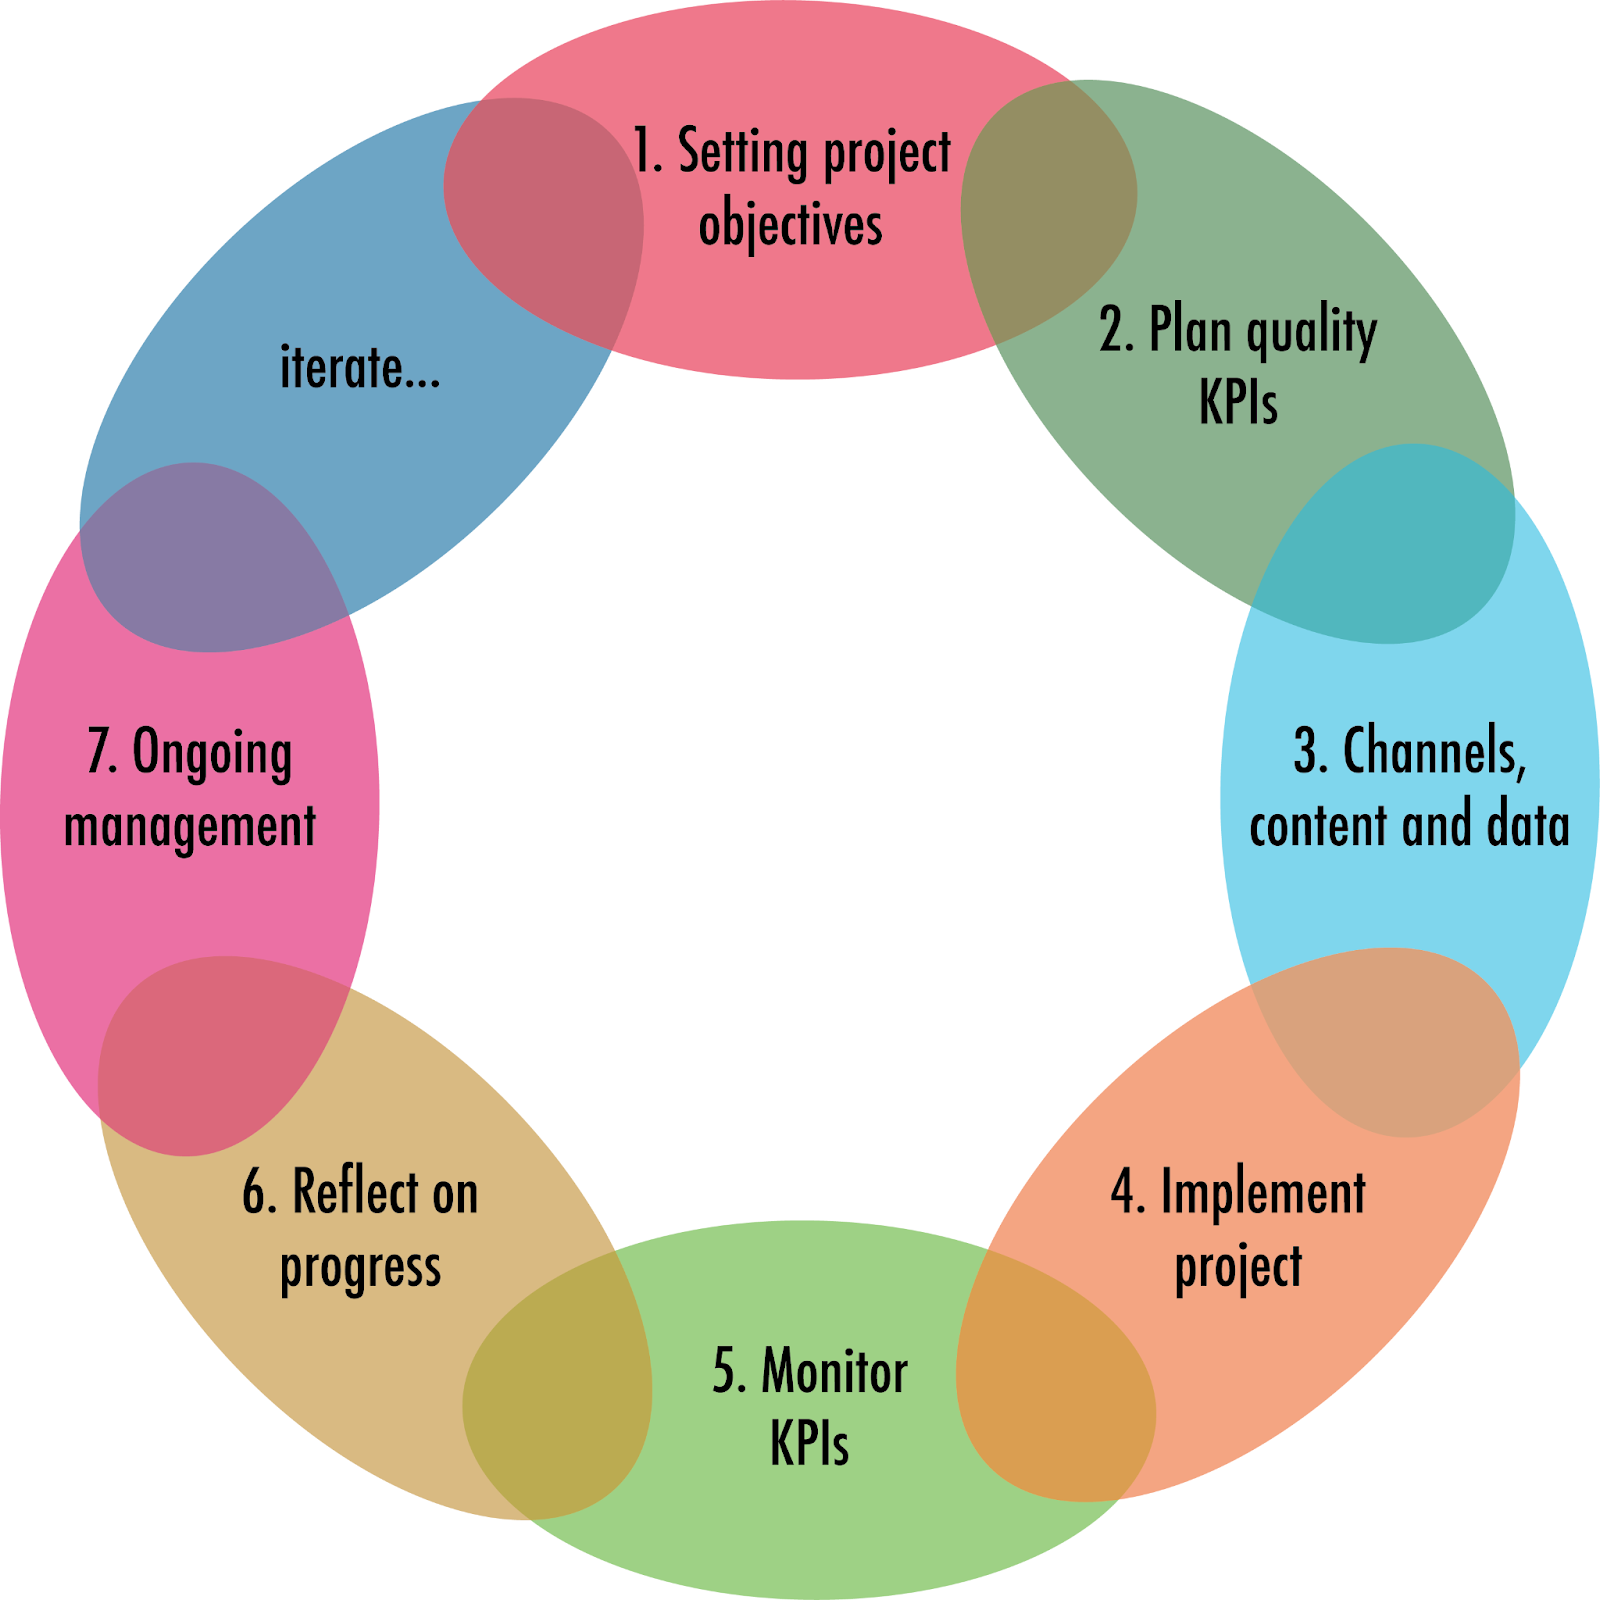 1. Setting project
objectives
2. Plan quality
KPIs
3. Channels,
content and data
4. Implement
project
5. Monitor
KPIs
6. Reflect on
progress
7. Ongoing
management
iterate...